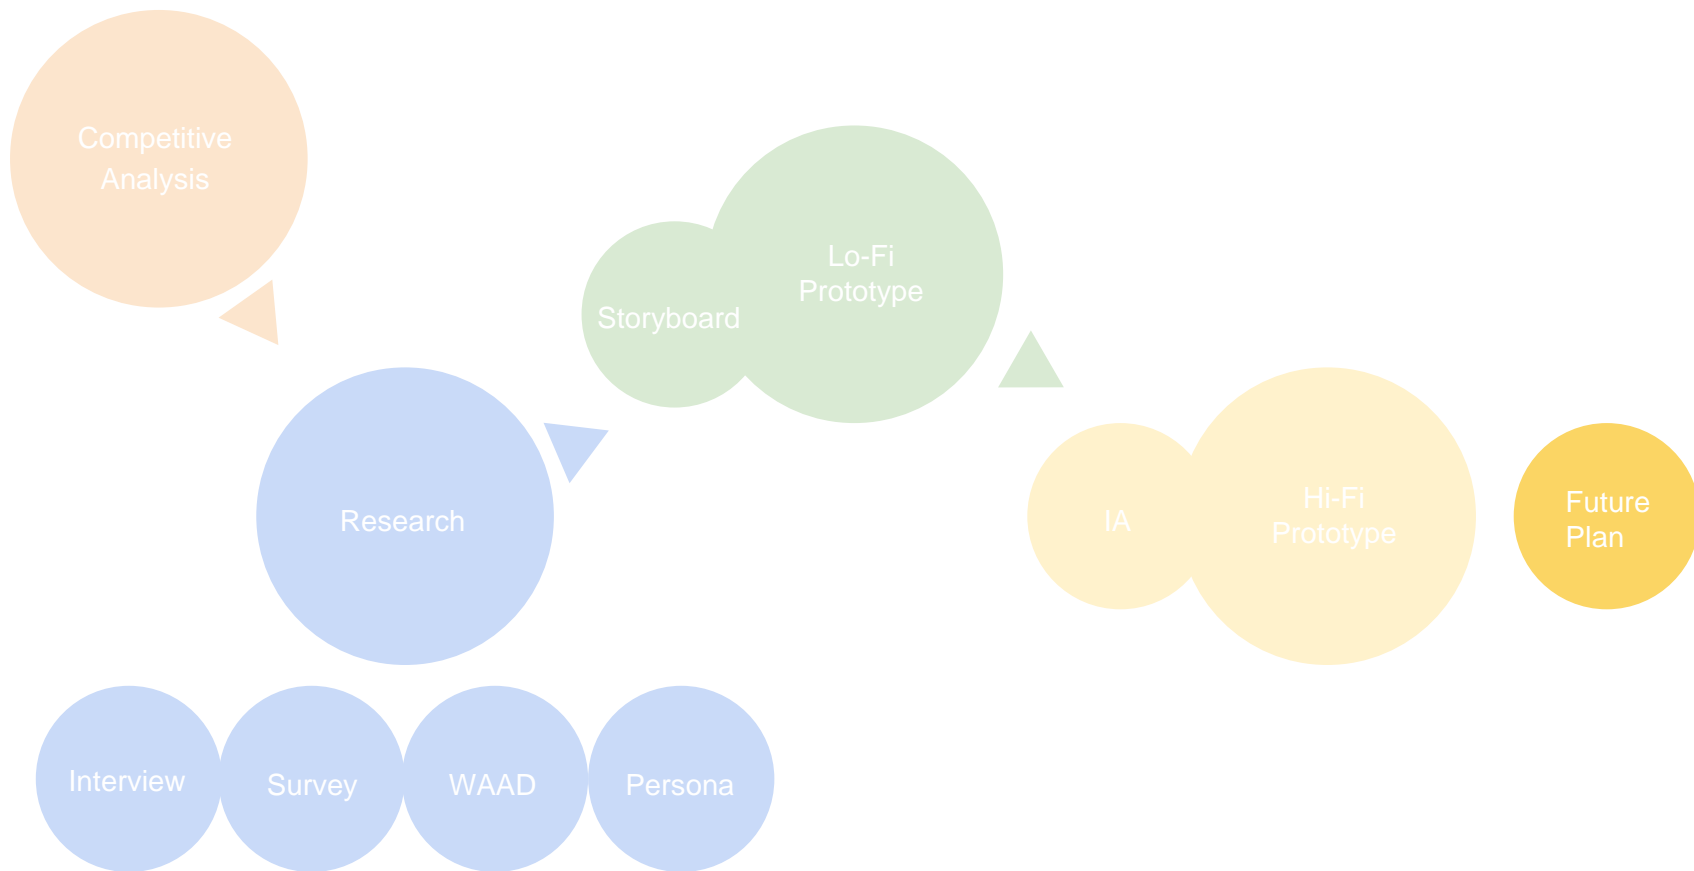 Competitive
Analysis
Research
Interview
Survey
WAAD
Persona
Storyboard
Lo-Fi
Prototype
IA
Hi-Fi
Prototype
Future
Plan